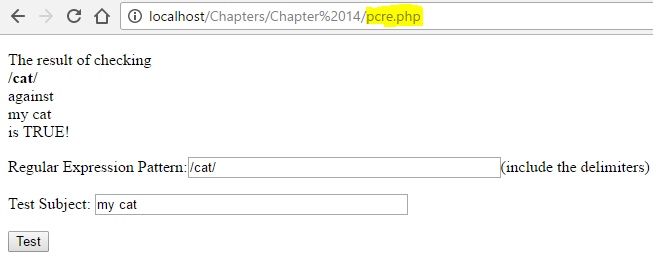 localhost/Chapters/Chapter%2014/pcre.php
The result of checking
/cat/
against
my cat
is TRUE!
Regular Expression Pattern: /cat/ (include the delimiters)
Test Subject: my cat
Test